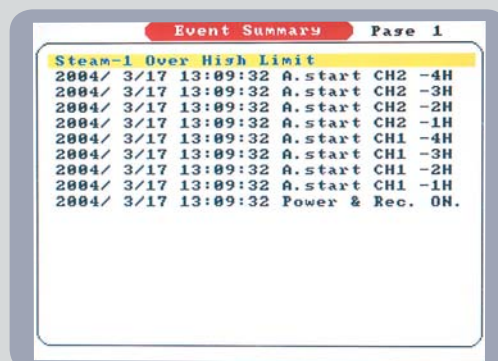 Event Summary Page 1
Steam-1 Over High Limit
2004/ 3/17 13:09:32 A.start CH2 -4H
2004/ 3/17 13:09:32 A.start CH2 -3H
2004/ 3/17 13:09:32 A.start CH2 -2H
2004/ 3/17 13:09:32 A.start CH2 -1H
2004/ 3/17 13:09:32 A.start CH1 -4H
2004/ 3/17 13:09:32 A.start CH1 -3H
2004/ 3/17 13:09:32 A.start CH1 -2H
2004/ 3/17 13:09:32 A.start CH1 -1H
2004/ 3/17 13:09:32 Power & Rec. ON.